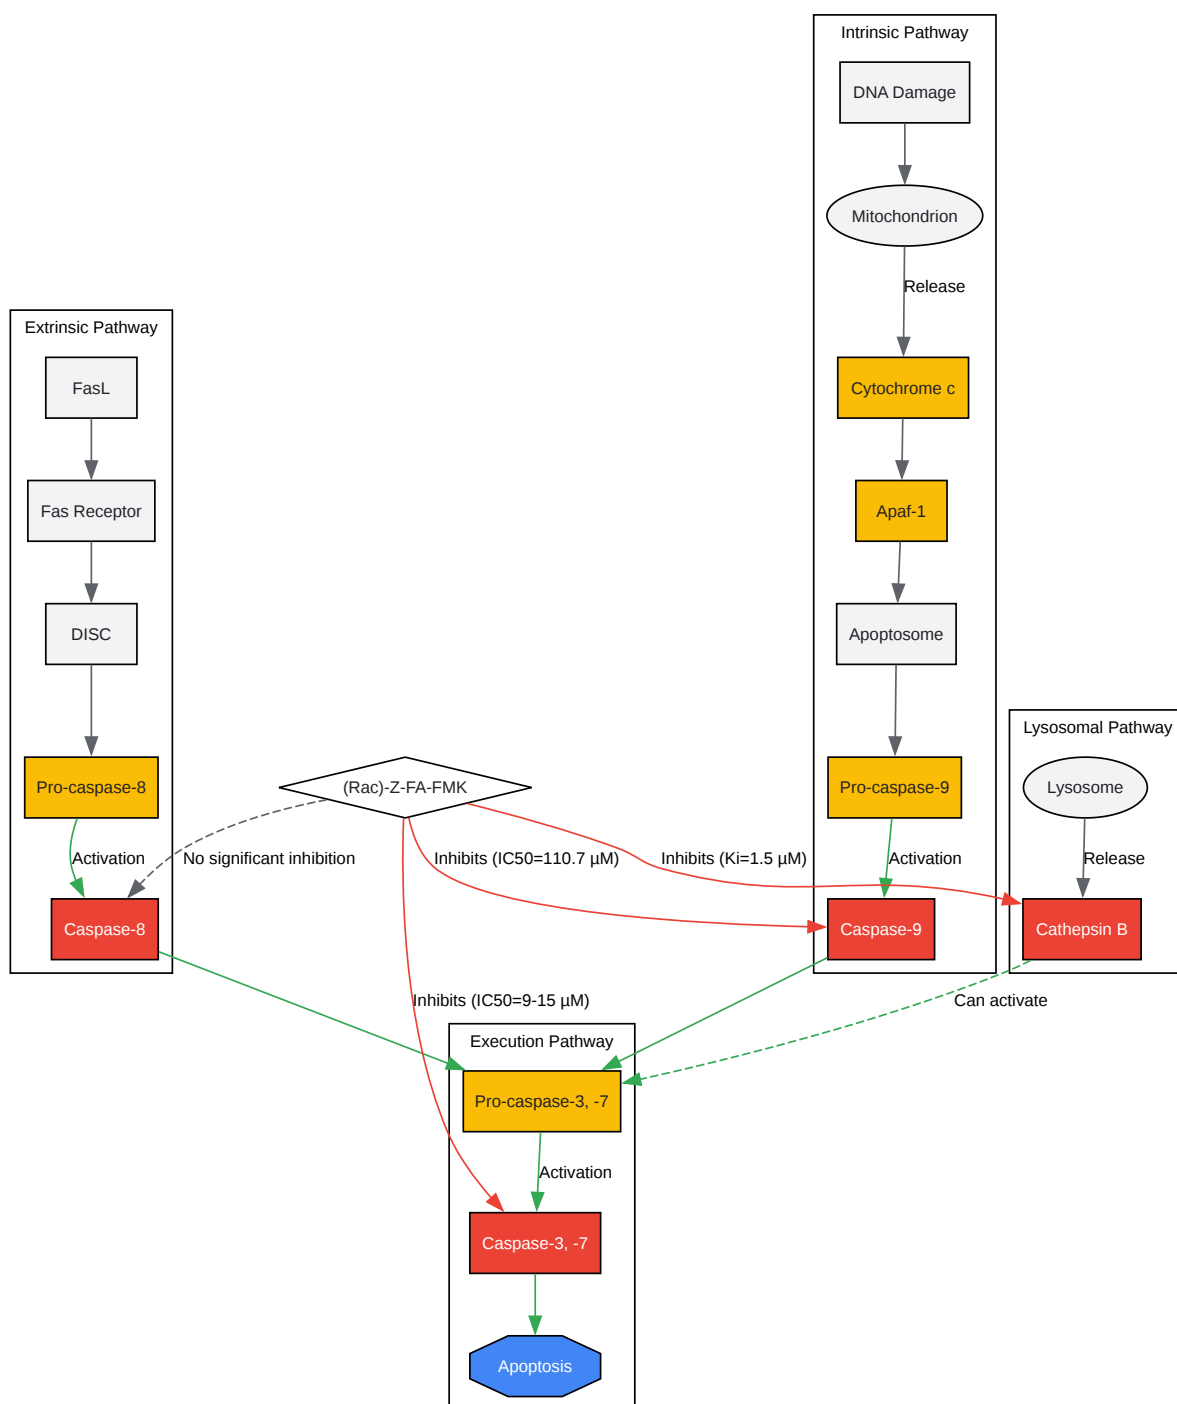 Intrinsic Pathway
DNA Damage
Mitochondrion
Release
Extrinsic Pathway
FasL
Cytochrome c
Fas Receptor
Apaf-1
DISC
Apoptosome
Lysosomal Pathway
Pro-caspase-8
(Rac)-Z-FA-FMK
Pro-caspase-9
Lysosome
Activation
No significant inhibition
Inhibits (IC50=110.7 µM)
Inhibits (Ki=1.5 µM)
Activation
Release
Caspase-8
Caspase-9
Cathepsin B
Inhibits (IC50=9-15 µM)
Can activate
Execution Pathway
Pro-caspase-3, -7
Activation
Caspase-3, -7
Apoptosis